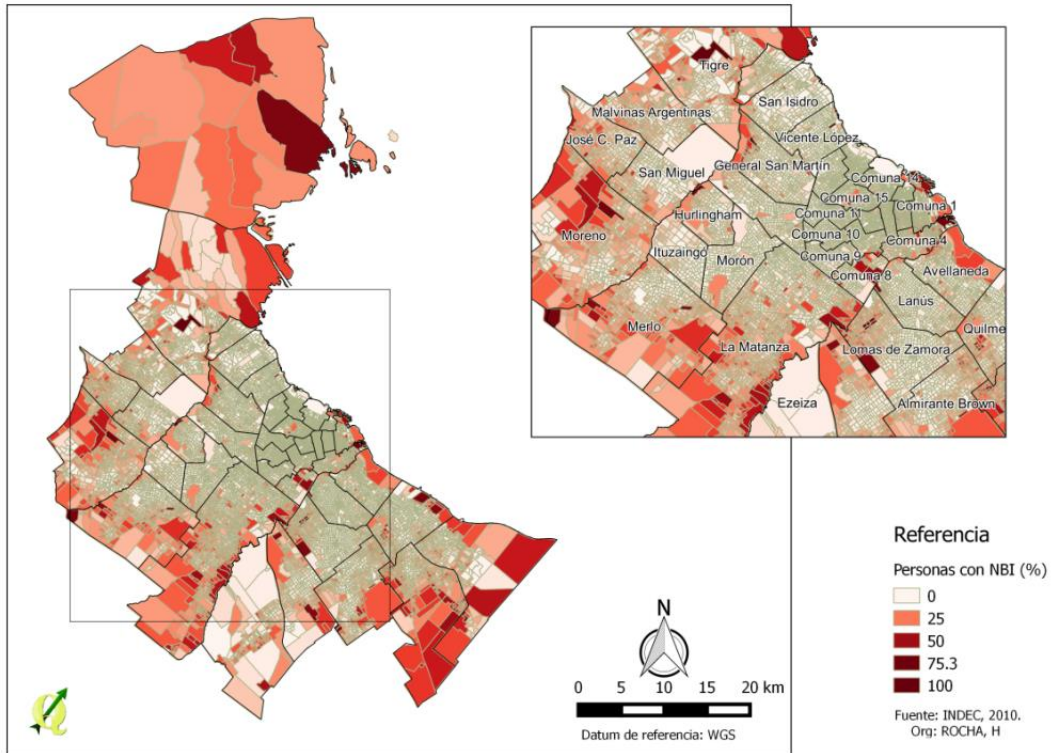 Tigre
San Isidro
Malvinas Argentinas
Vicente López
José C. Paz
General San Martín
San Miguel
Comuna 14
Comuna 15
Comuna 1
Hurlingham
Comuna 11
Moreno
Comuna 10
Comuna 4
Ituzaingo
Morón
Comuna 9
Avellaneda
Comuna 8
Lanús
Merlo
Quilme
La Matanza
Lomas de Zamora
Ezeiza
Almirante Brown
Referencia
Personas con NBI (%)
0
25
50
75.3
100
N
0 5 10 15 20 km
Datum de referencia: WGS
Fuente: INDEC, 2010.
Org: ROCHA, H
Q